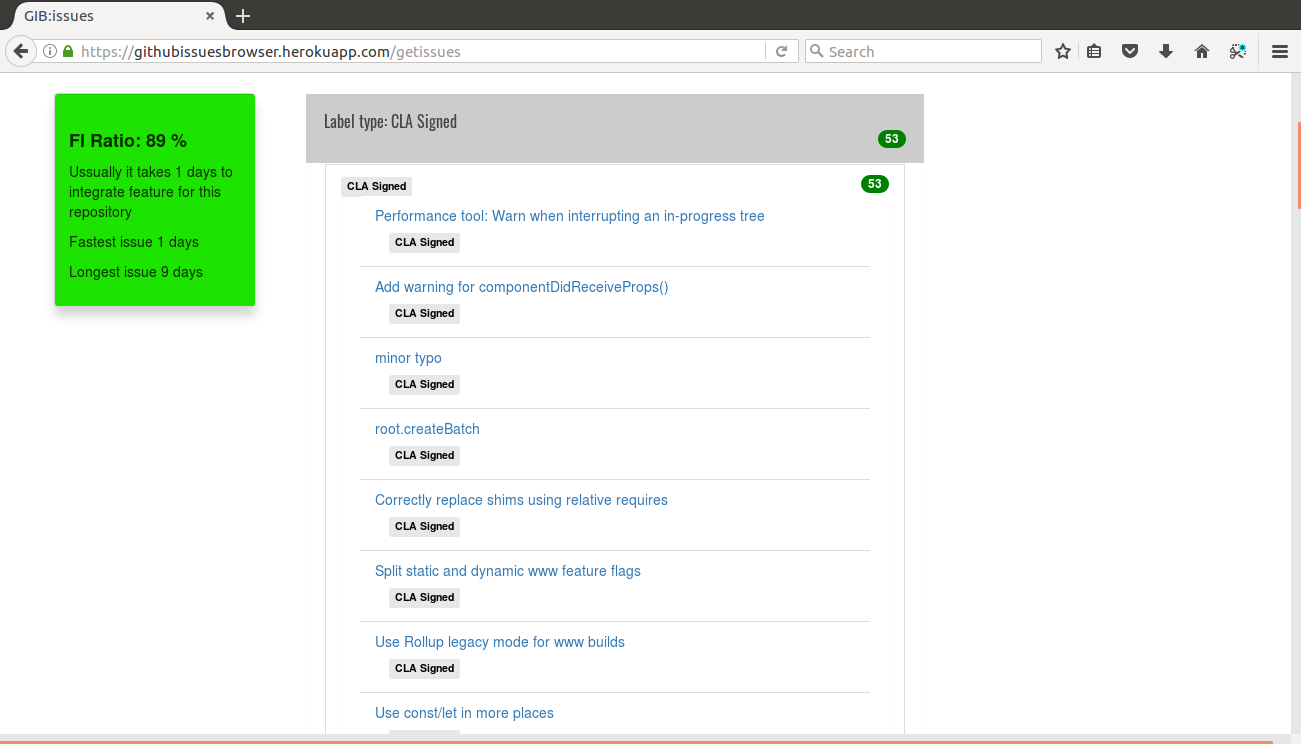 GIB:issues
https://githubissuesbrowser.herokuapp.com/getissues
Search
FI Ratio: 89 %
Ussually it takes 1 days to
integrate feature for this
repository
Fastest issue 1 days
Longest issue 9 days
Label type: CLA Signed
53
CLA Signed
53
Performance tool: Warn when interrupting an in-progress tree
CLA Signed
Add warning for componentDidReceiveProps()
CLA Signed
minor typo
CLA Signed
root.createBatch
CLA Signed
Correctly replace shims using relative requires
CLA Signed
Split static and dynamic www feature flags
CLA Signed
Use Rollup legacy mode for www builds
CLA Signed
Use const/let in more places